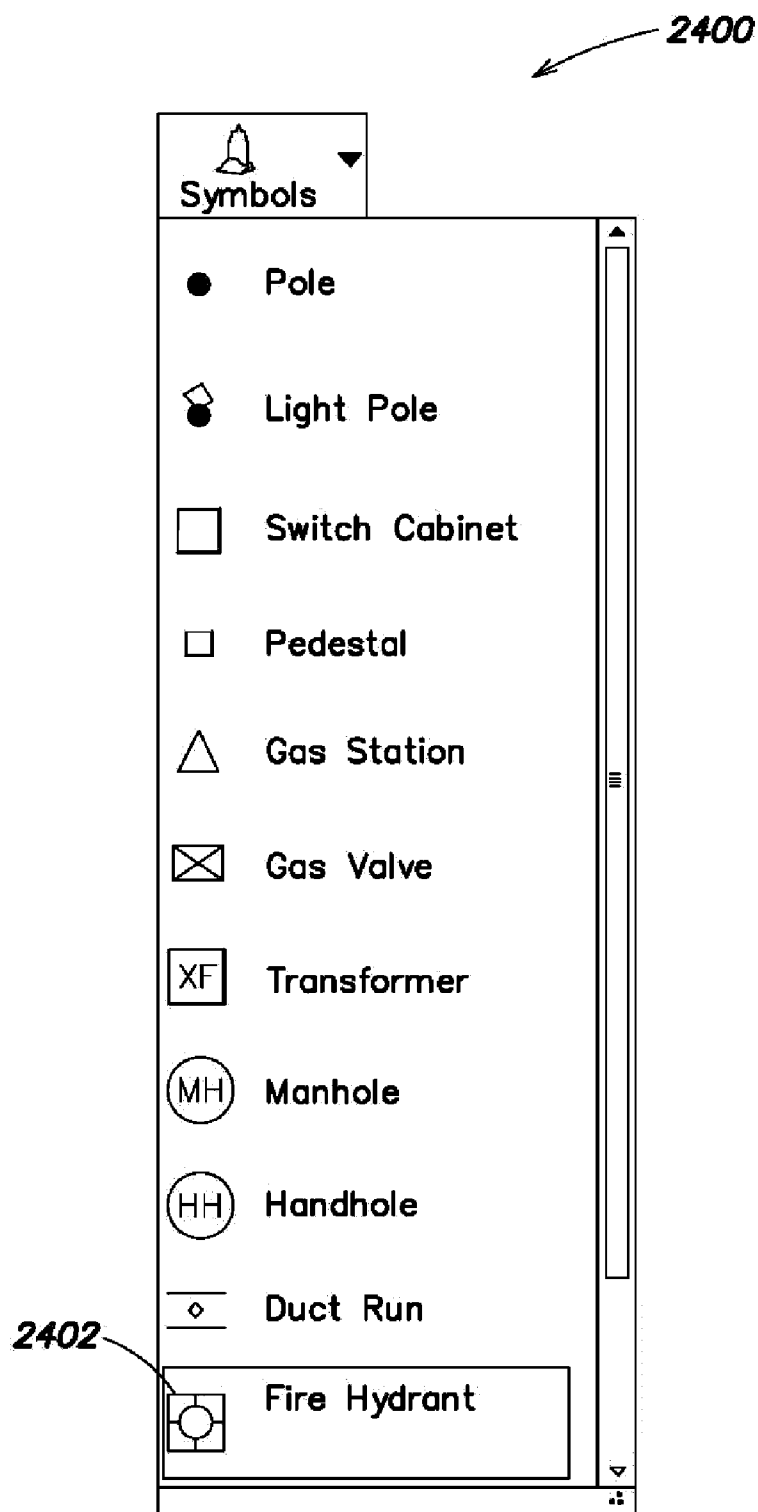 2400
Symbols
Pole
Light Pole
Switch Cabinet
Pedestal
Gas Station
Gas Valve
XF Transformer
MH Manhole
HH Handhole
Duct Run
2402
Fire Hydrant